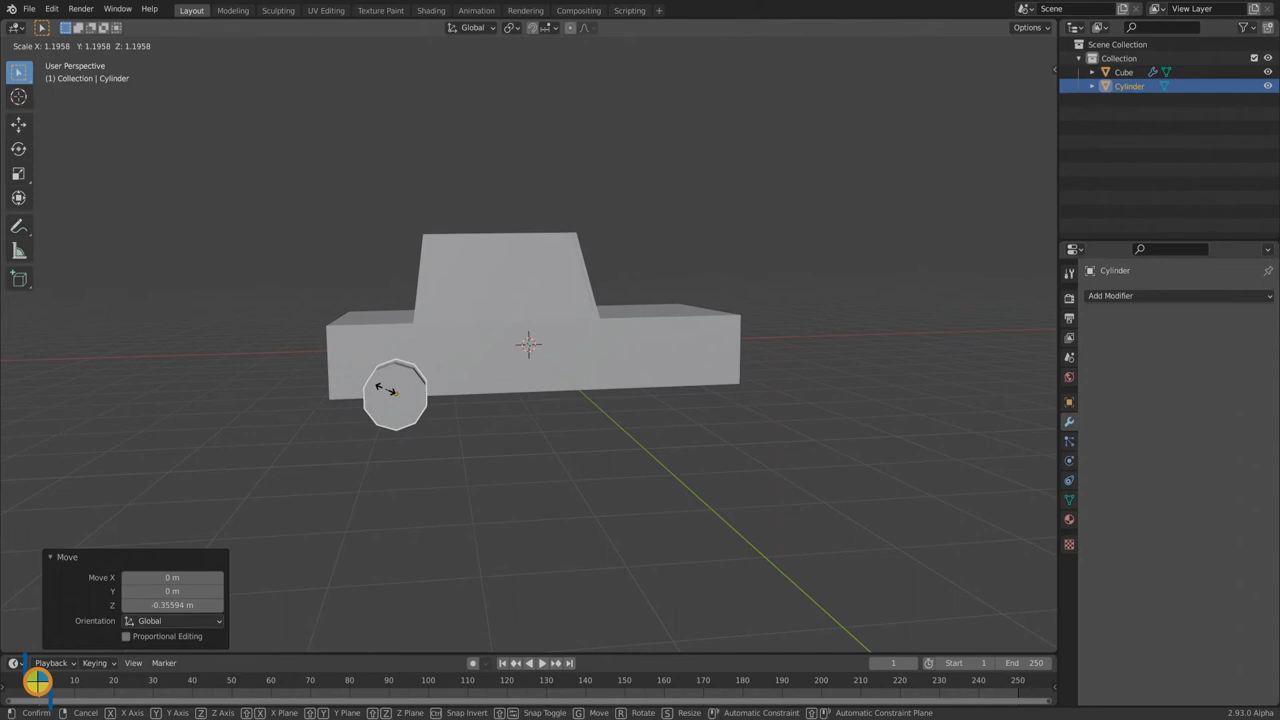 File Edit Render Window Help Layout Modeling Sculpting UV Editing Texture Paint Shading Animation Rendering Compositing Scripting + Scene View Layer
Global Options
Scale X: 1.1958 Y: 1.1958 Z: 1.1958
User Perspective
(1) Collection | Cylinder
Scene Collection
Collection
Cube
Cylinder
Cylinder
Add Modifier
Move
Move X 0 m
Y 0 m
Z -0.35594 m
Orientation Global
Proportional Editing
Playback Keying View Marker 1 Start 1 End 250
10 20 30 40 50 60 70 80 90 100 110 120 130 140 150 160 170 180 190 200 210 220 230 240 250
Confirm Cancel X X Axis Y Y Axis Z Z Axis X X Plane Y Y Plane Z Z Plane Ctrl Snap Invert Snap Toggle G Move R Rotate S Resize Automatic Constraint Automatic Constraint Plane 2.93.0 Alpha